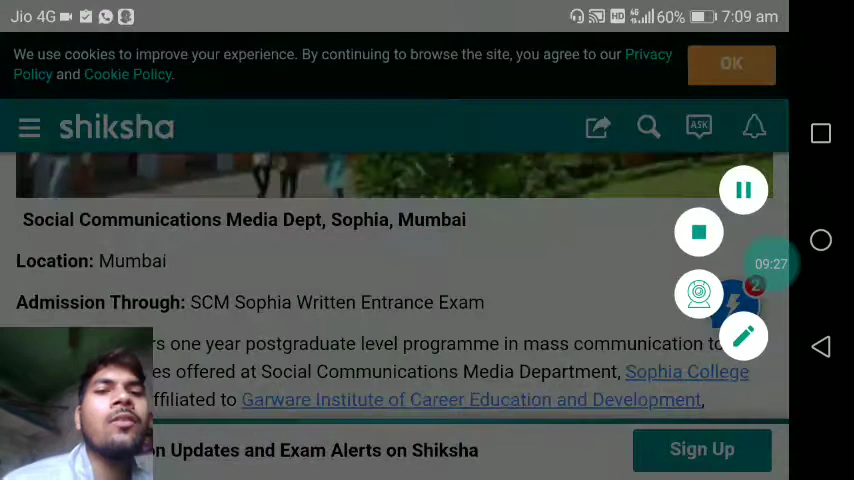 Jio 4G 60% 7:09 am
We use cookies to improve your experience. By continuing to browse the site, you agree to our Privacy
Policy and Cookie Policy.
OK
shiksha
ASK
Social Communications Media Dept, Sophia, Mumbai
Location: Mumbai
09:27
2
Admission Through: SCM Sophia Written Entrance Exam
one year postgraduate level programme in mass communication to
offered at Social Communications Media Department, Sophia College
affiliated to Garware Institute of Career Education and Development,
Updates and Exam Alerts on Shiksha
Sign Up